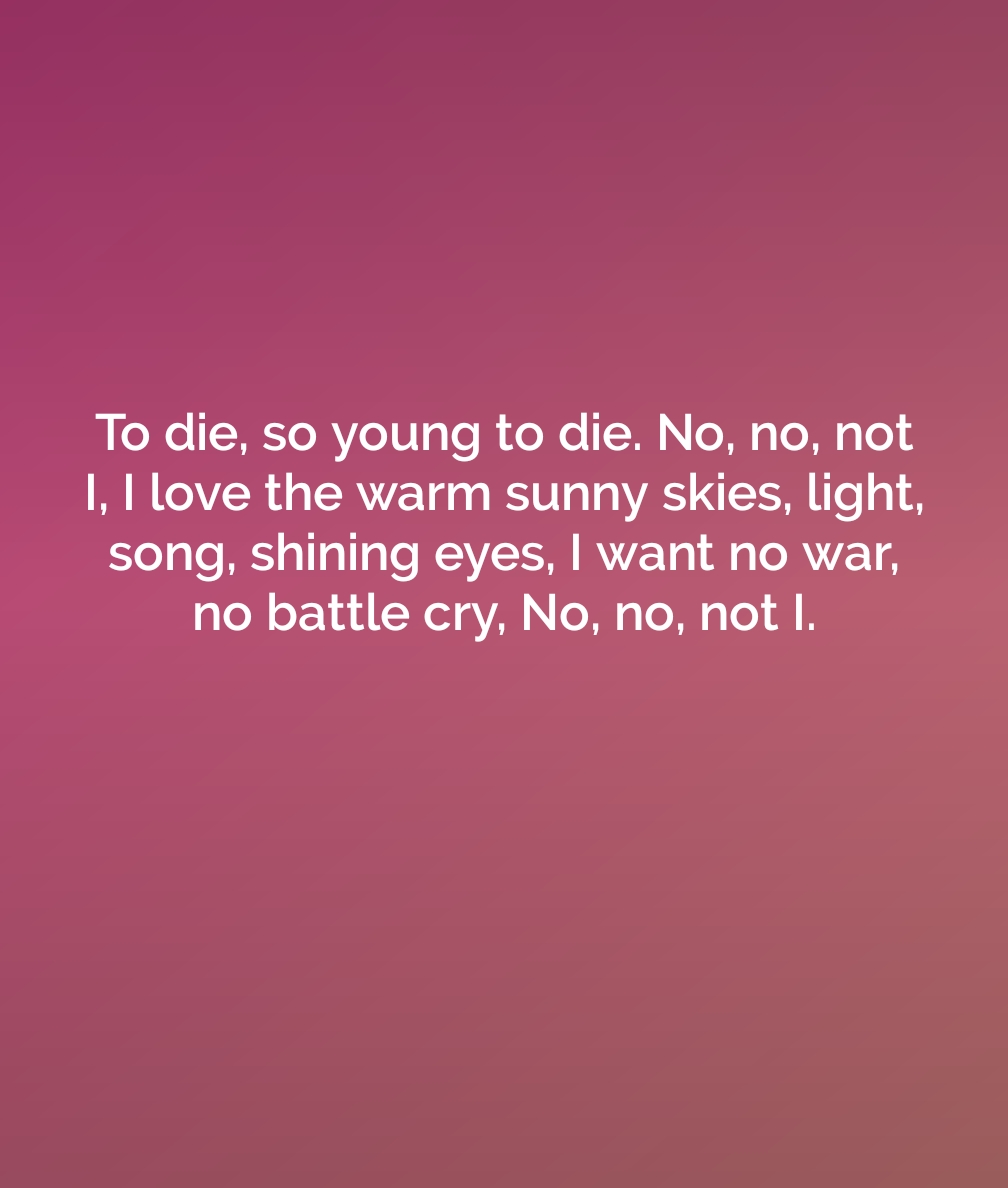 To die, so young to die. No, no, not
I, I love the warm sunny skies, light,
song, shining eyes, I want no war,
no battle cry, No, no, not I.